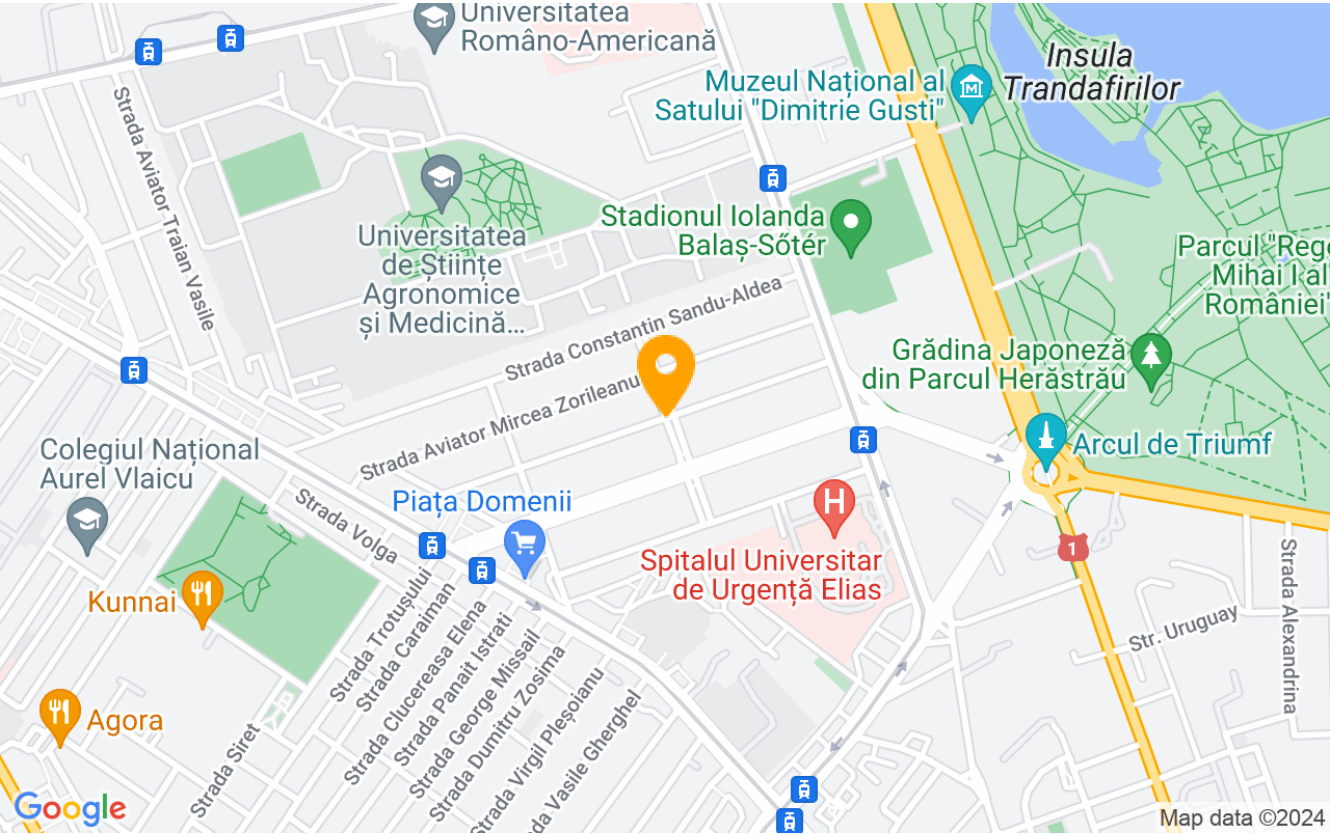 Universitatea
Româno-Americană
Insula
Trandafirilor
Muzeul Național al
Satului "Dimitrie Gusti"
Strada Aviator Traian Vasile
Stadionul Iolanda
Balaș-Sőtér
Universitatea
de Științe
Agronomice
și Medicină...
Parcul "Rege
Mihai I al
României"
Strada Constantin Sandu-Aldea
Grădina Japoneză
din Parcul Herăstrău
Strada Aviator Mircea Zorileanu
Arcul de Triumf
Colegiul Național
Aurel Vlaicu
Piața Domenii
Strada Volga
H
Spitalul Universitar
de Urgență Elias
1
Kunnai
Strada Trotușului
Strada Caraiman
Strada Clucereasa Elena
Strada Panait Istrati
Strada George Missail
Strada Dumitru Zosima
Strada Virgil Pleșoianu
da Vasile Gherghel
Str. Uruguay
Strada Alexandrina
Agora
Strada Siret
Google
Map data ©2024